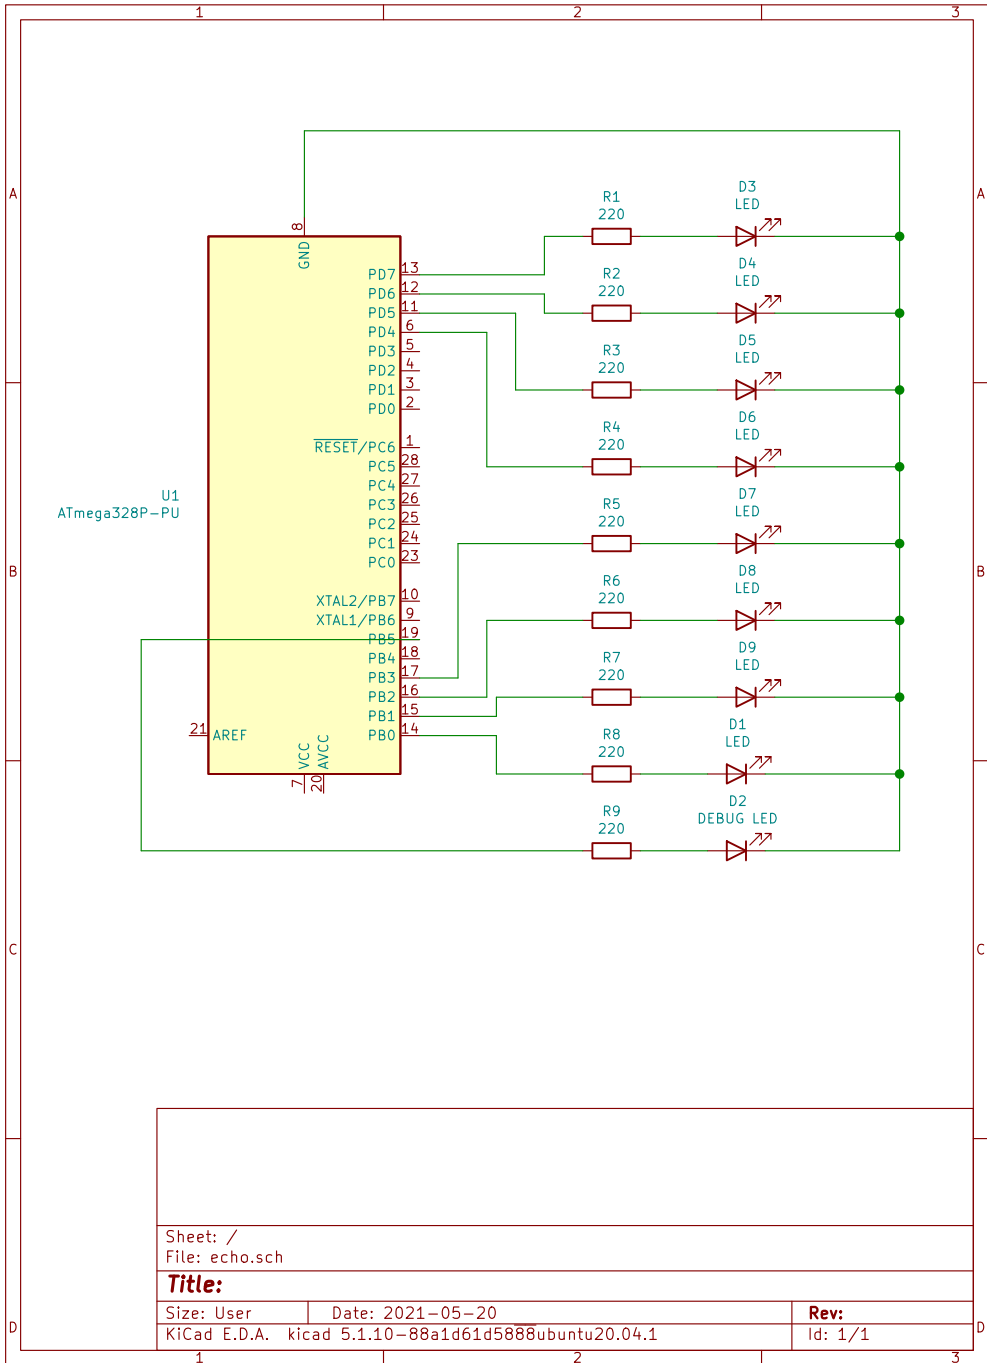 1 2 3
A A
B B
C C
D D
8
GND
PD7 13
PD6 12
PD5 11
PD4 6
PD3 5
PD2 4
PD1 3
PD0 2
RESET/PC6 1
PC5 28
PC4 27
PC3 26
PC2 25
PC1 24
PC0 23
XTAL2/PB7 10
XTAL1/PB6 9
PB5 19
PB4 18
PB3 17
PB2 16
PB1 15
PB0 14
21 AREF
VCC
7
AVCC
20
U1
ATmega328P-PU
R1
220
D3
LED
R2
220
D4
LED
R3
220
D5
LED
R4
220
D6
LED
R5
220
D7
LED
R6
220
D8
LED
R7
220
D9
LED
R8
220
D1
LED
R9
220
D2
DEBUG LED
Sheet: /
File: echo.sch
Title:
Size: User Date: 2021-05-20 Rev:
KiCad E.D.A. kicad 5.1.10-88a1d61d5888ubuntu20.04.1 Id: 1/1
1 2 3